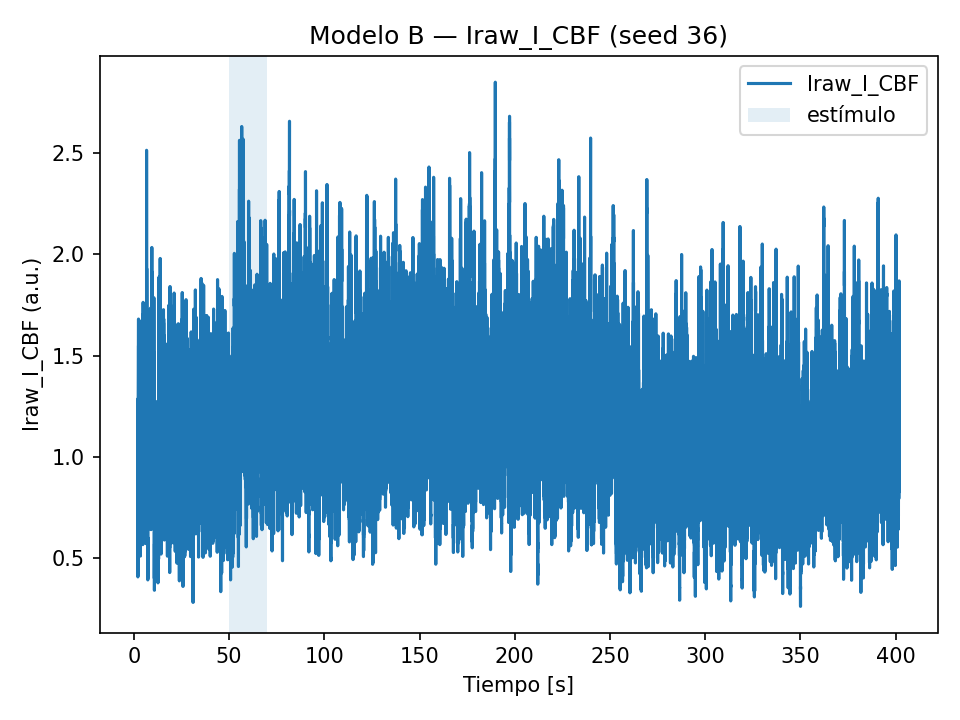 Modelo B — Iraw_I_CBF (seed 36)
Iraw_I_CBF
estímulo
Iraw_I_CBF (a.u.)
2.5
2.0
1.5
1.0
0.5
0 50 100 150 200 250 300 350 400
Tiempo [s]